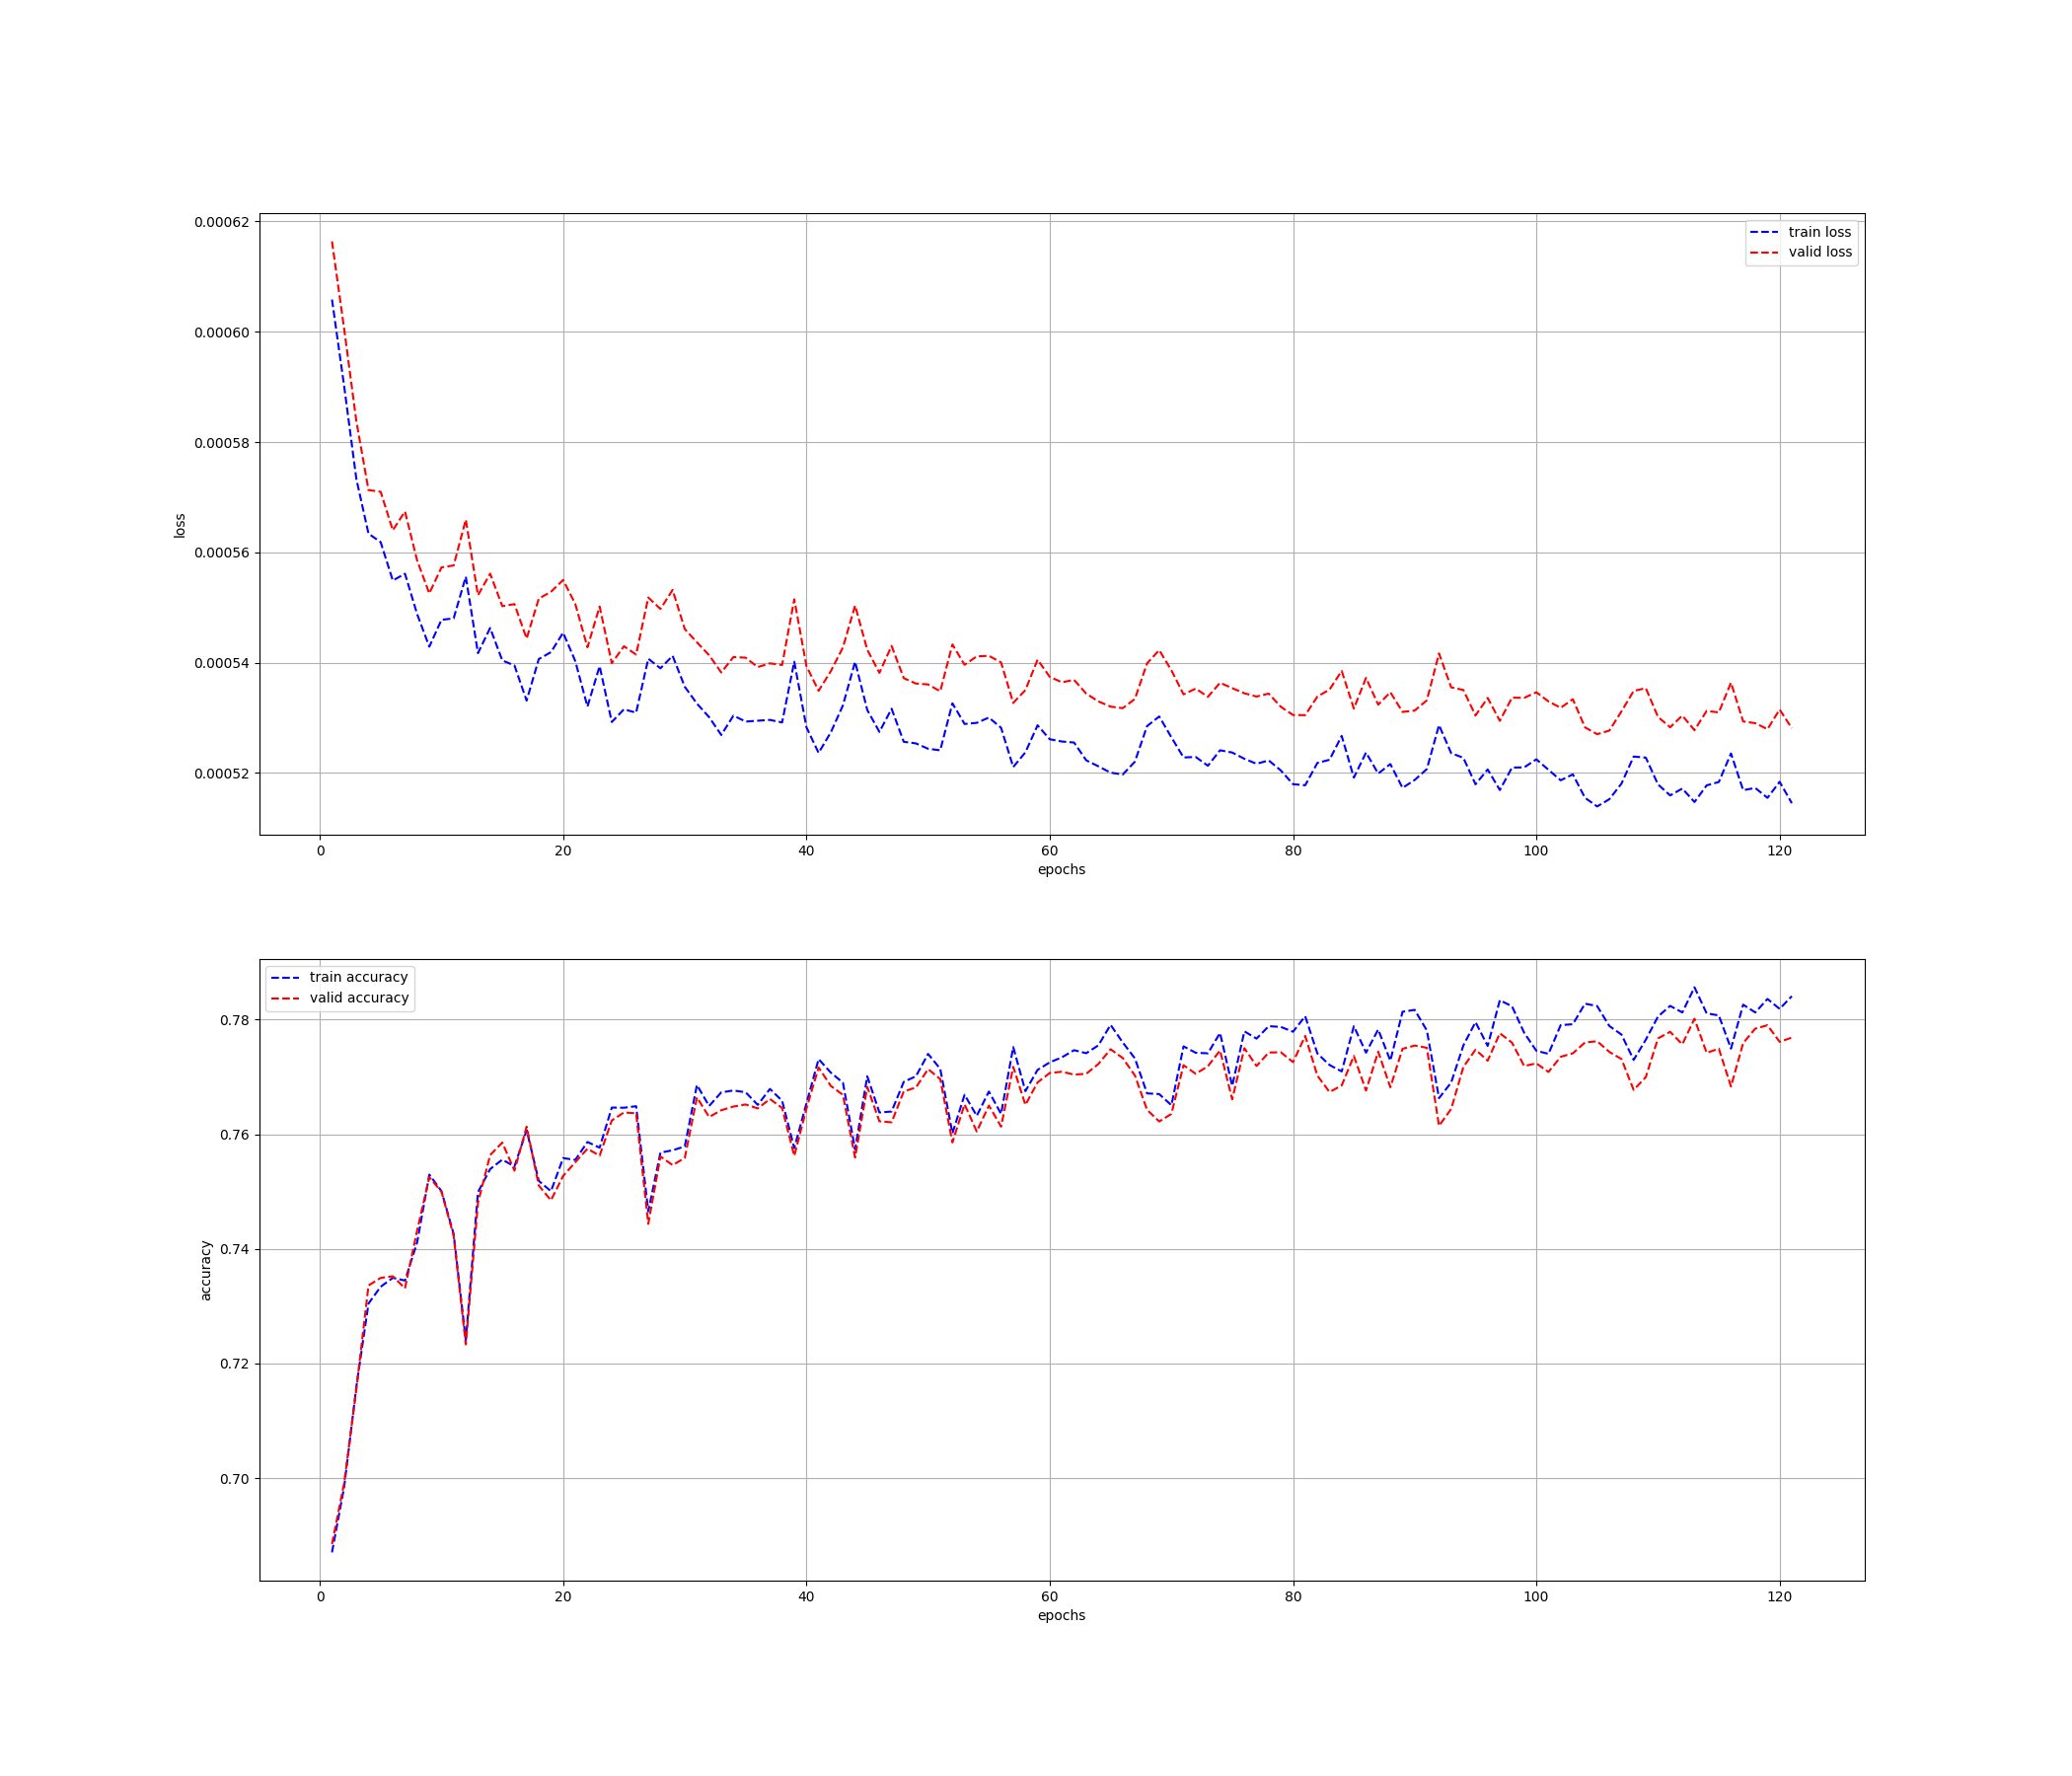 0.00062
train loss
valid loss
0.00060
0.00058
loss
0.00056
0.00054
0.00052
0 20 40 60 80 100 120
epochs
train accuracy
valid accuracy
0.78
0.76
0.74
accuracy
0.72
0.70
0 20 40 60 80 100 120
epochs